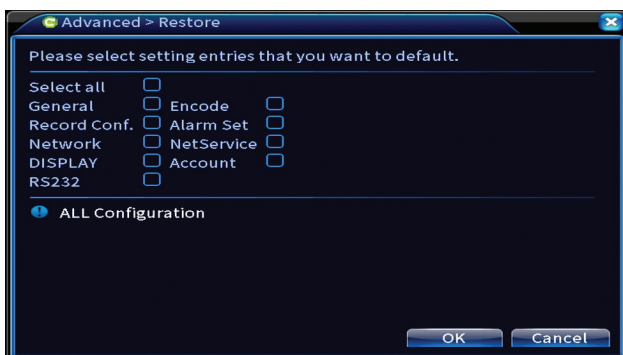 Advanced > Restore
Please select setting entries that you want to default.
Select all
General Encode
Record Conf. Alarm Set
Network NetService
DISPLAY Account
RS232
ALL Configuration
OK Cancel